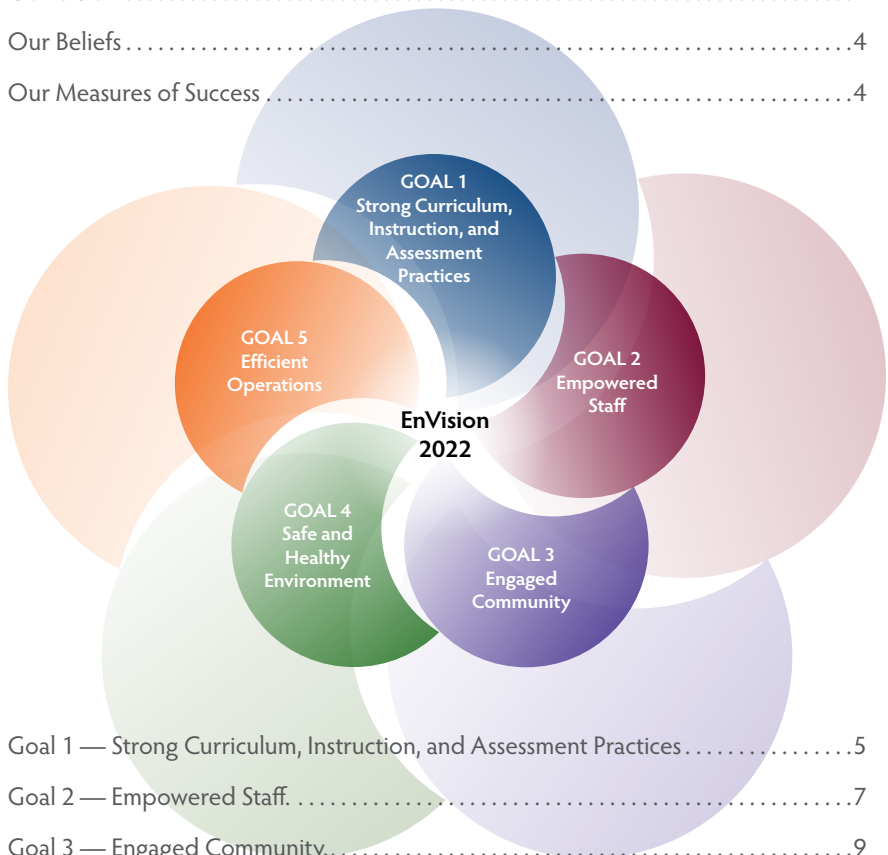 Our Beliefs . . . . . . . . . . . . . . . . . . . . . . . . . . . . . . . . . . . . . . . . . . . . . . . . . . . . . . . . . . . . . . . . . . . . . . . . 4
Our Measures of Success . . . . . . . . . . . . . . . . . . . . . . . . . . . . . . . . . . . . . . . . . . . . . . . . . . . . . . . . . . . 4
GOAL 1
Strong Curriculum,
Instruction, and
Assessment
Practices
GOAL 5
Efficient
Operations
GOAL 2
Empowered
Staff
EnVision
2022
GOAL 4
Safe and
Healthy
Environment
GOAL 3
Engaged
Community
Goal 1 — Strong Curriculum, Instruction, and Assessment Practices . . . . . . . . . . . . . . . . 5
Goal 2 — Empowered Staff. . . . . . . . . . . . . . . . . . . . . . . . . . . . . . . . . . . . . . . . . . . . . . . . . . . . . . . . 7
Goal 3 — Engaged Community. . . . . . . . . . . . . . . . . . . . . . . . . . . . . . . . . . . . . . . . . . . . . . . . . . . . 9